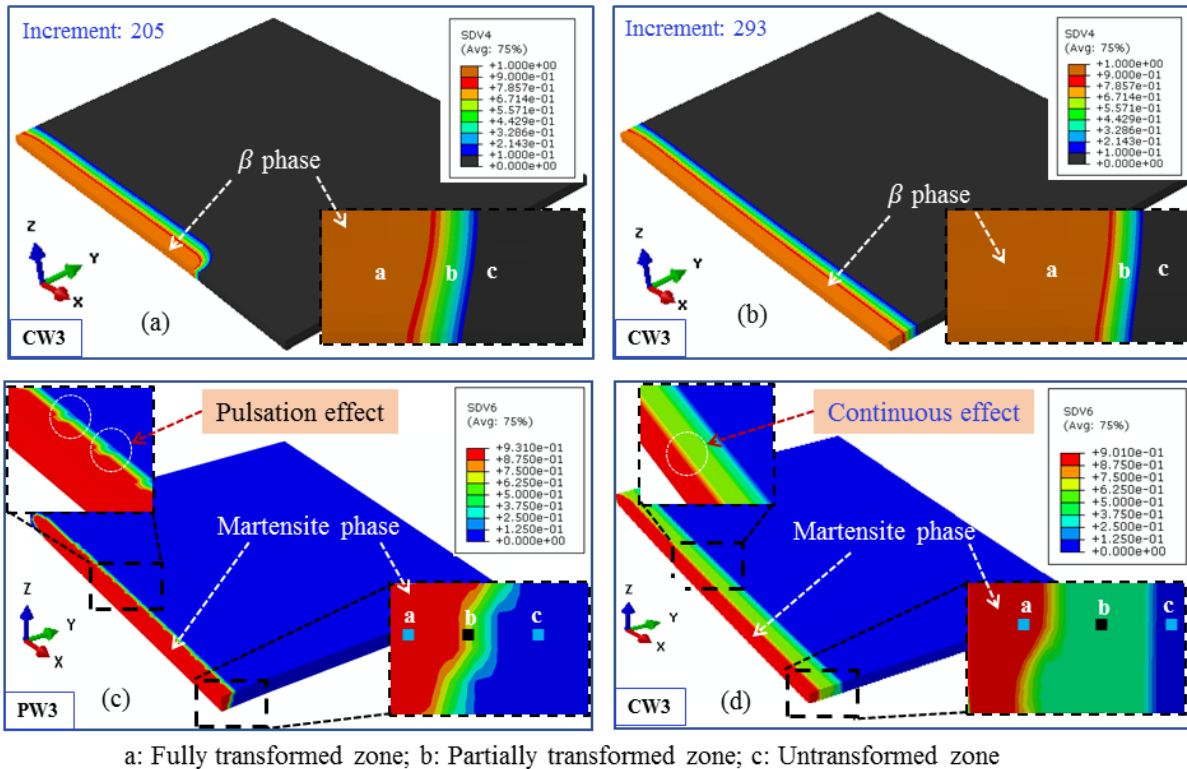 Increment: 205
SDV4
(Avg: 75%)
+1.000e+00
+9.000e-01
+7.857e-01
+6.714e-01
+5.571e-01
+4.429e-01
+3.286e-01
+2.143e-01
+1.000e-01
+0.000e+00
β phase
a b c
Z
Y
X
(a)
CW3
Increment: 293
SDV4
(Avg: 75%)
+1.000e+00
+9.000e-01
+7.857e-01
+6.714e-01
+5.571e-01
+4.429e-01
+3.286e-01
+2.143e-01
+1.000e-01
+0.000e+00
β phase
a b c
Z
Y
X
(b)
CW3
Pulsation effect
SDV6
(Avg: 75%)
+9.310e-01
+8.750e-01
+7.500e-01
+6.250e-01
+5.000e-01
+3.750e-01
+2.500e-01
+1.250e-01
+0.000e+00
Martensite phase
a b c
Z
Y
X
(c)
PW3
Continuous effect
SDV6
(Avg: 75%)
+9.010e-01
+8.750e-01
+7.500e-01
+6.250e-01
+5.000e-01
+3.750e-01
+2.500e-01
+1.250e-01
+0.000e+00
Martensite phase
a b c
Z
Y
X
(d)
CW3
a: Fully transformed zone; b: Partially transformed zone; c: Untransformed zone